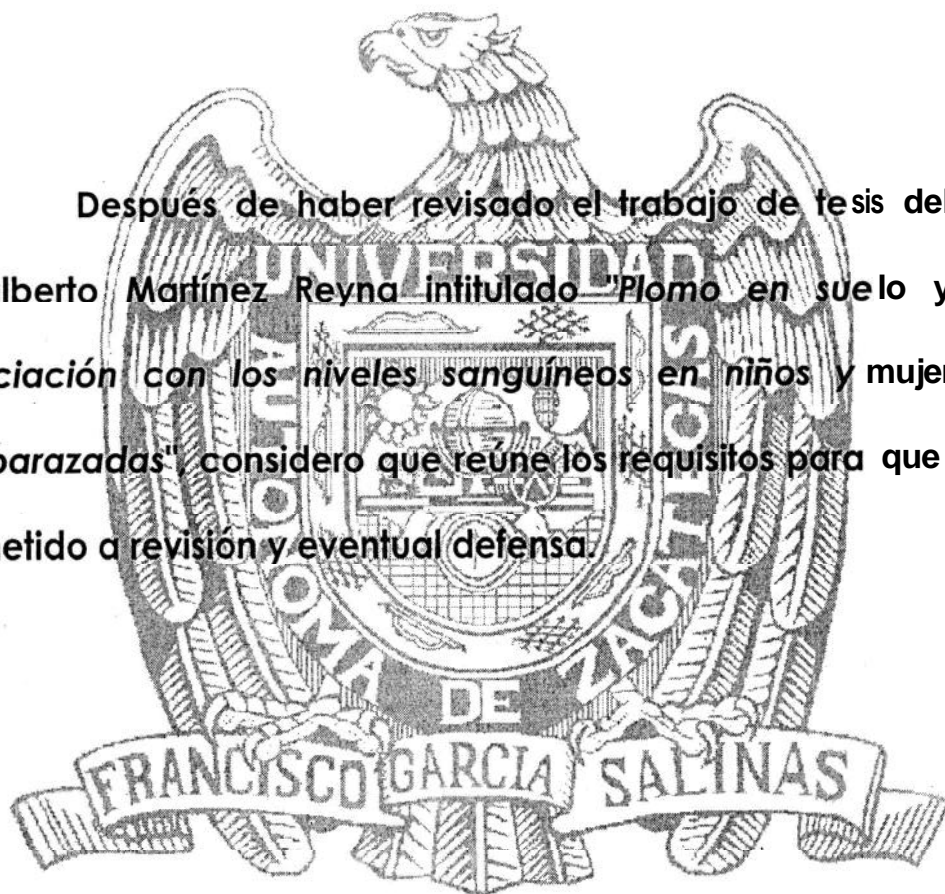 Después de haber revisado el trabajo de tesis del
lberto Martínez Reyna intitulado "Plomo en suelo y
ciación con los niveles sanguíneos en niños y mujer
barazadas", considero que reúne los requisitos para que
netido a revisión y eventual defensa.
UNIVERSIDAD
AUTONOMA DE ZACATECAS
FRANCISCO GARCIA SALINAS